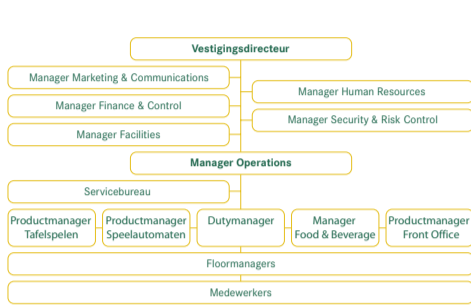 Vestigingsdirecteur
Manager Marketing & Communications
Manager Human Resources
Manager Finance & Control
Manager Security & Risk Control
Manager Facilities
Manager Operations
Servicebureau
Productmanager
Tafelspelen
Productmanager
Speelautomaten
Dutymanager
Manager
Food & Beverage
Productmanager
Front Office
Floormanagers
Medewerkers